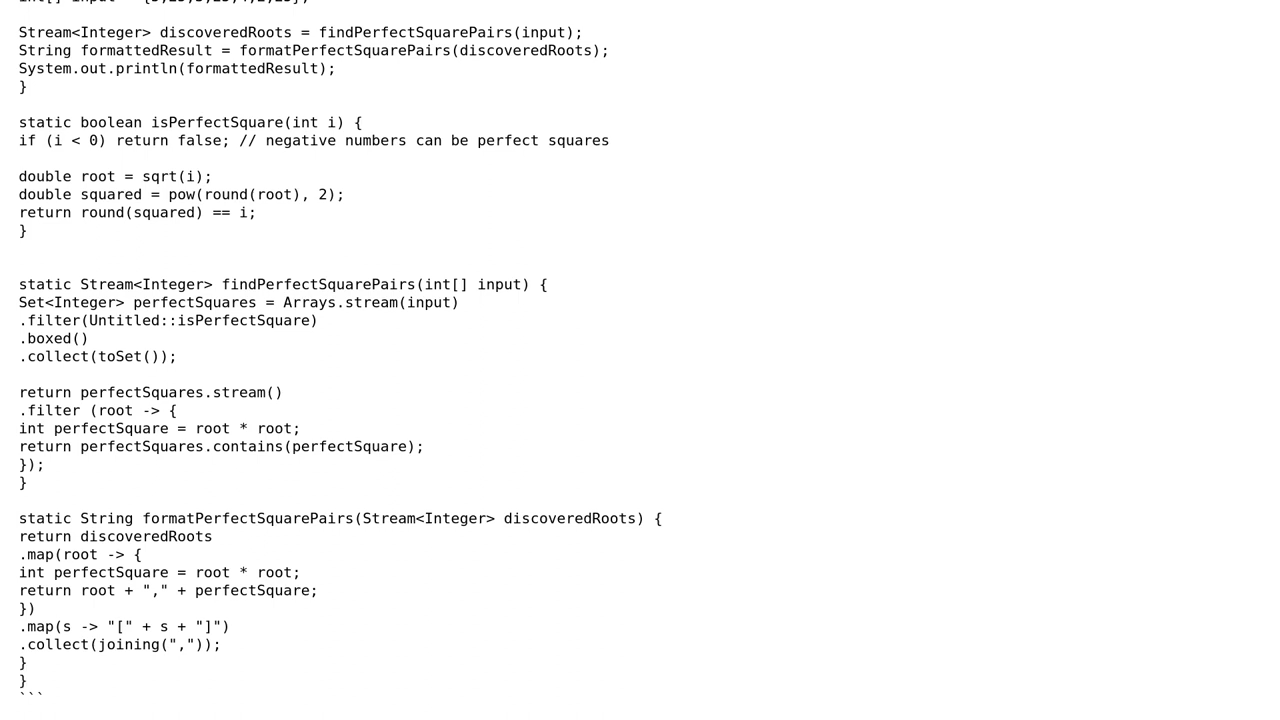 Stream<Integer> discoveredRoots = findPerfectSquarePairs(input);
String formattedResult = formatPerfectSquarePairs(discoveredRoots);
System.out.println(formattedResult);
}
static boolean isPerfectSquare(int i) {
if (i < 0) return false; // negative numbers can be perfect squares
double root = sqrt(i);
double squared = pow(round(root), 2);
return round(squared) == i;
}
static Stream<Integer> findPerfectSquarePairs(int[] input) {
Set<Integer> perfectSquares = Arrays.stream(input)
.filter(Untitled::isPerfectSquare)
.boxed()
.collect(toSet());
return perfectSquares.stream()
.filter (root -> {
int perfectSquare = root * root;
return perfectSquares.contains(perfectSquare);
});
}
static String formatPerfectSquarePairs(Stream<Integer> discoveredRoots) {
return discoveredRoots
.map(root -> {
int perfectSquare = root * root;
return root + "," + perfectSquare;
})
.map(s -> "[" + s + "]")
.collect(joining(","));
}
}
```